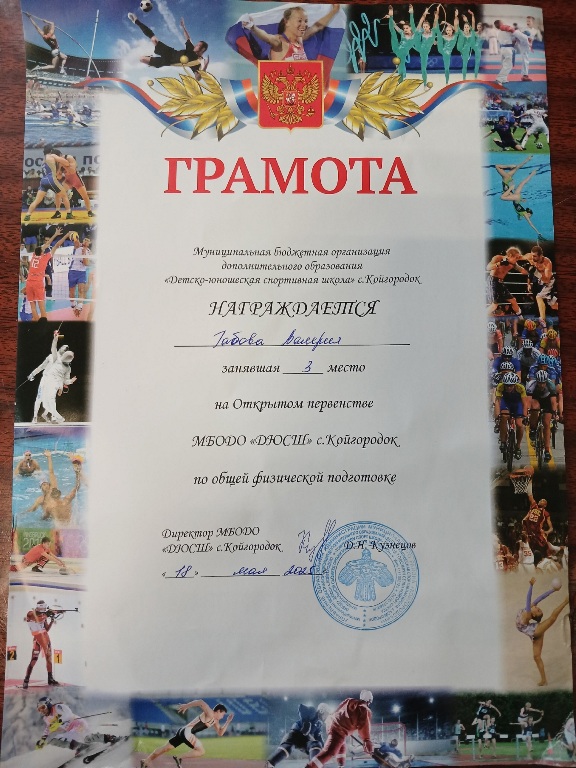 ГРАМОТА
Муниципальная бюджетная организация
дополнительного образования
«Детско-юношеская спортивная школа» с.Койгородок
НАГРАЖДАЕТСЯ
Габова Валерия
занявшая 3 место
на Открытом первенстве
МБОДО «ДЮСШ» с.Койгородок
по общей физической подготовке
Директор МБОДО
«ДЮСШ» с.Койгородок Д.Н Кузнецов
«18» мая 2025